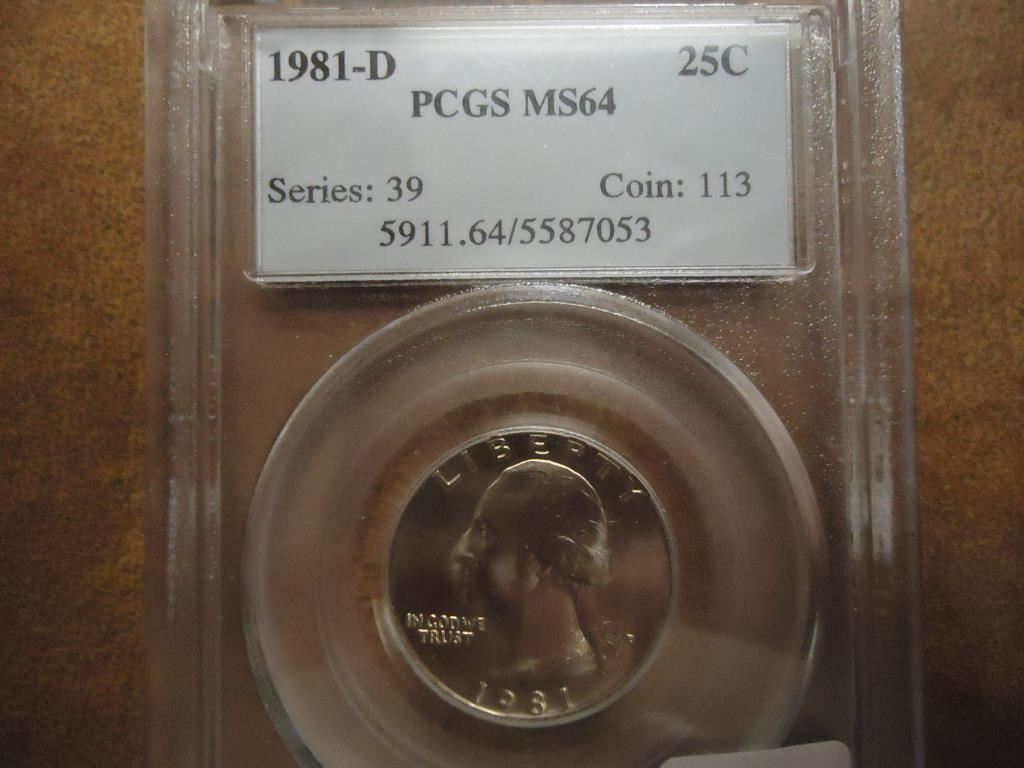 1981-D 25C
PCGS MS64
Series: 39 Coin: 113
5911.64/5587053
LIBERTY
IN GOD WE
TRUST
D
1981